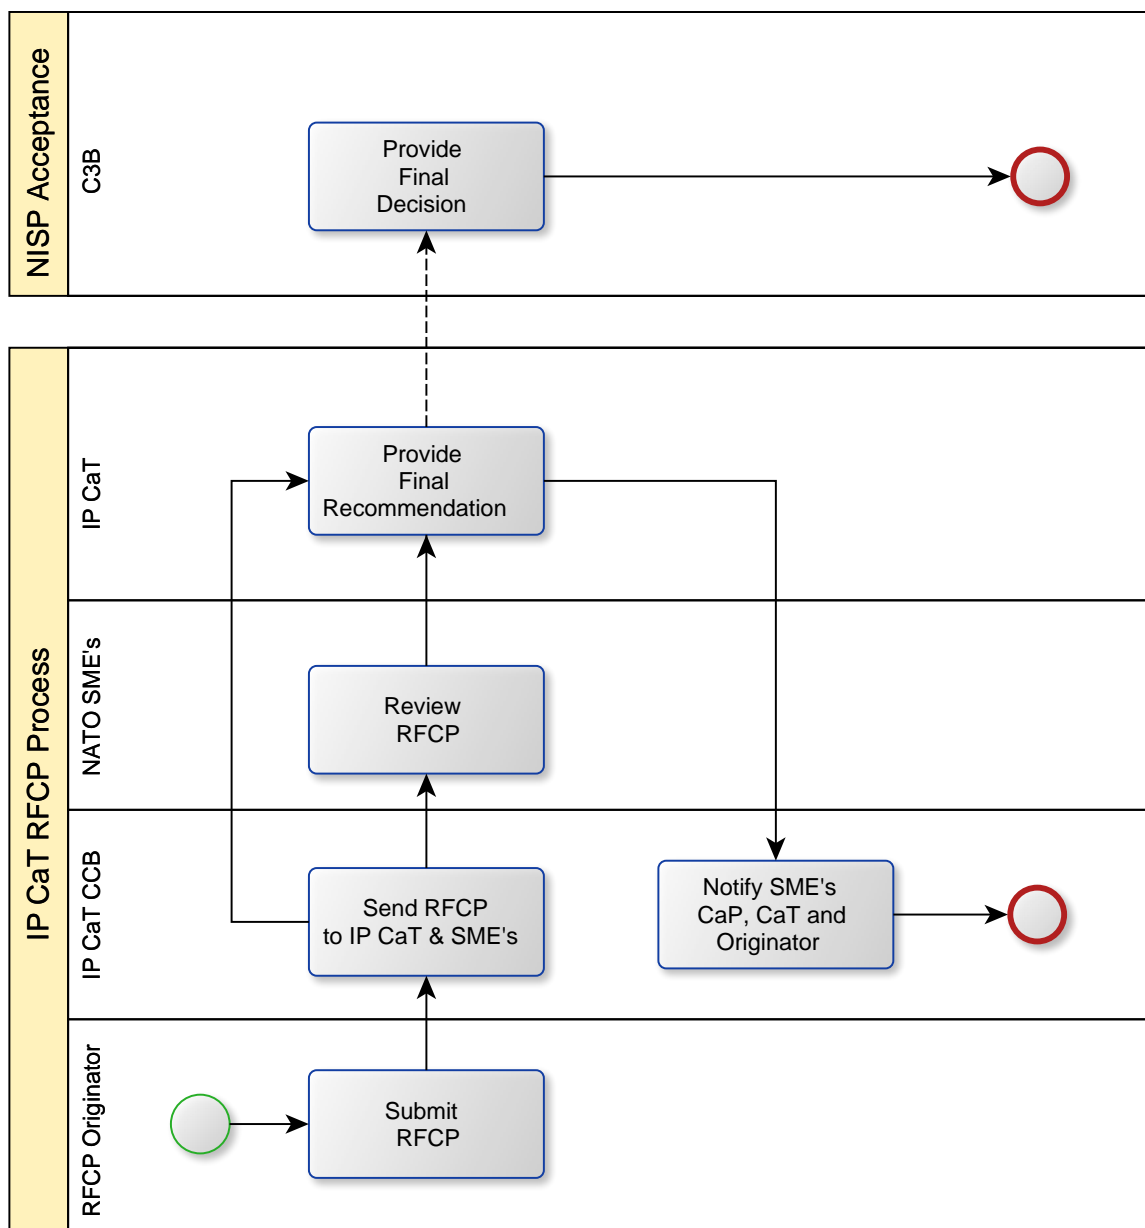 NISP Acceptance
C3B
Provide
Final
Decision
IP CaT RFCP Process
IP CaT
Provide
Final
Recommendation
NATO SME's
Review
RFCP
IP CaT CCB
Send RFCP
to IP CaT & SME's
Notify SME's
CaP, CaT and
Originator
RFCP Originator
Submit
RFCP